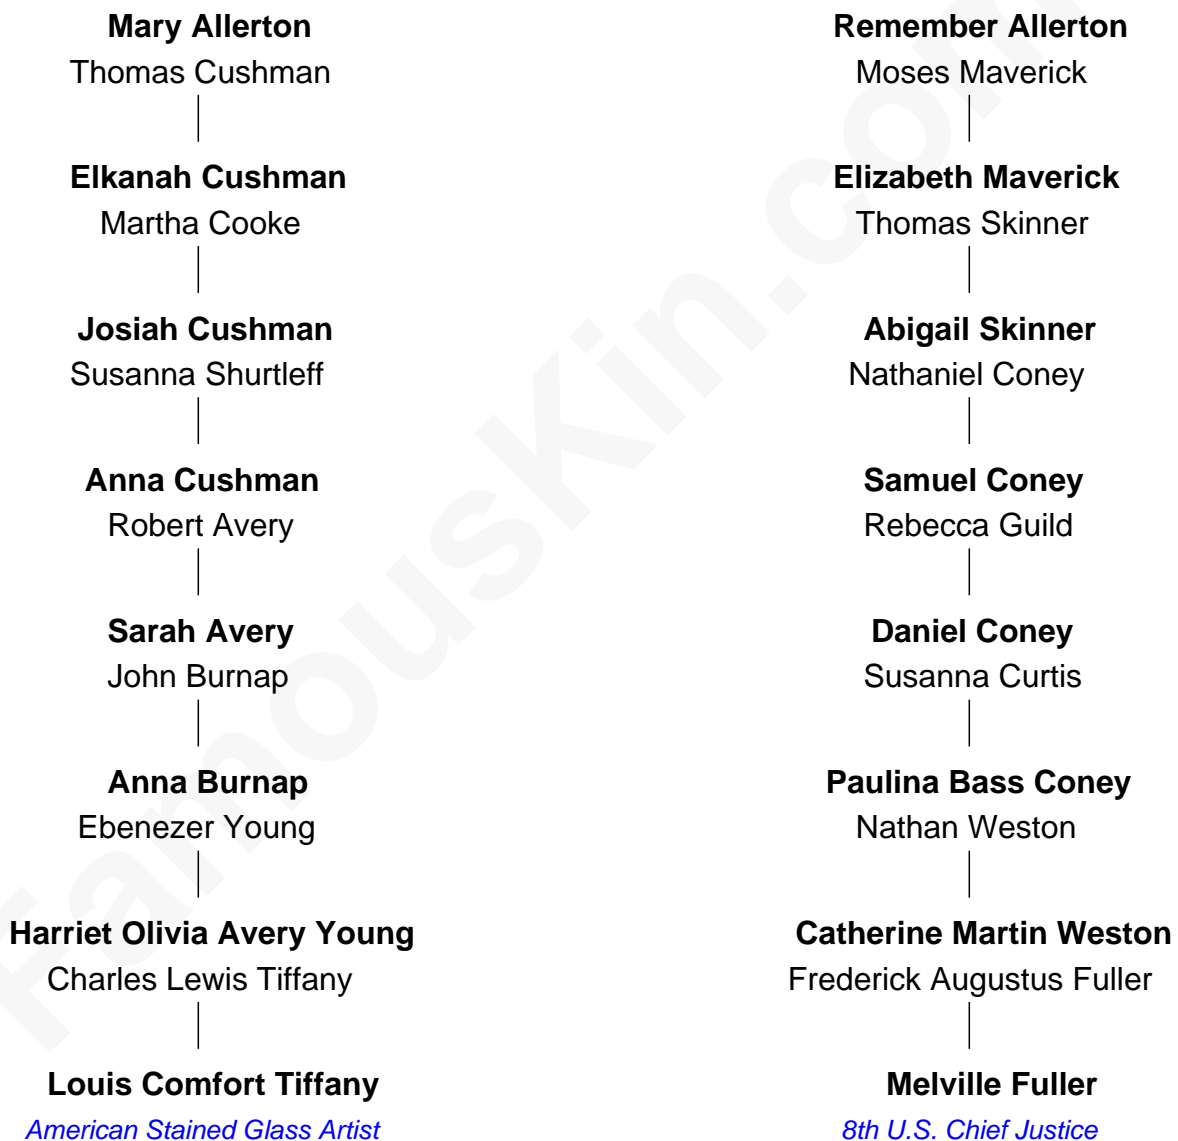 Mary Allerton
Thomas Cushman
Elkanah Cushman
Martha Cooke
Josiah Cushman
Susanna Shurtleff
Anna Cushman
Robert Avery
Sarah Avery
John Burnap
Anna Burnap
Ebenezer Young
Harriet Olivia Avery Young
Charles Lewis Tiffany
Louis Comfort Tiffany
American Stained Glass Artist
Remember Allerton
Moses Maverick
Elizabeth Maverick
Thomas Skinner
Abigail Skinner
Nathaniel Coney
Samuel Coney
Rebecca Guild
Daniel Coney
Susanna Curtis
Paulina Bass Coney
Nathan Weston
Catherine Martin Weston
Frederick Augustus Fuller
Melville Fuller
8th U.S. Chief Justice
FamousKin.com